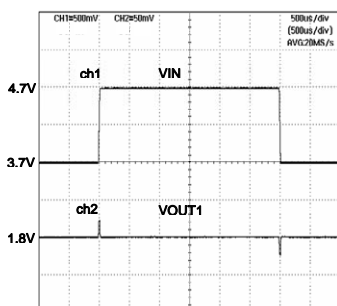 CH1=500mV CH2=50mV 500us/div
(500us/div)
AVG:20MS/s
ch1 VIN
4.7V
3.7V
ch2 VOUT1
1.8V